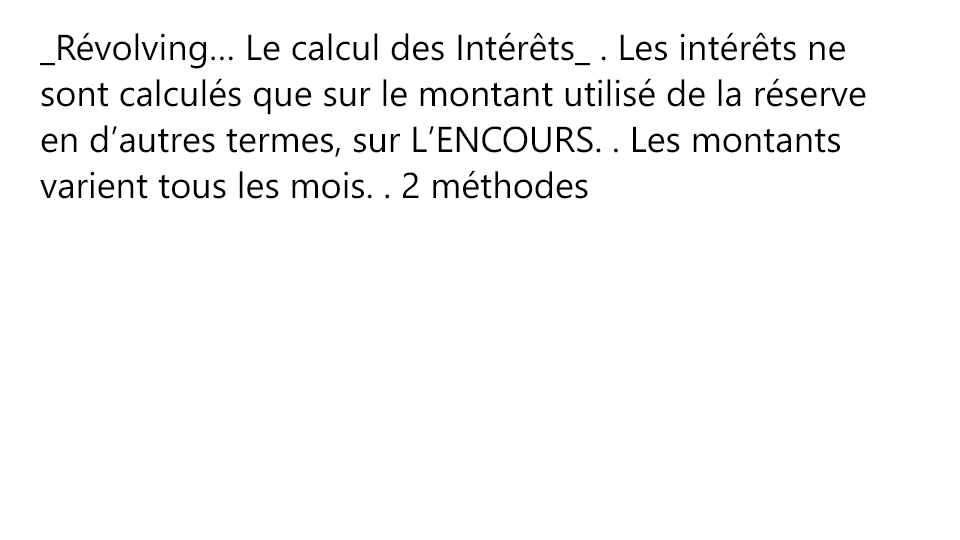 _Révolving… Le calcul des Intérêts_ . Les intérêts ne
sont calculés que sur le montant utilisé de la réserve
en d’autres termes, sur L’ENCOURS. . Les montants
varient tous les mois. . 2 méthodes